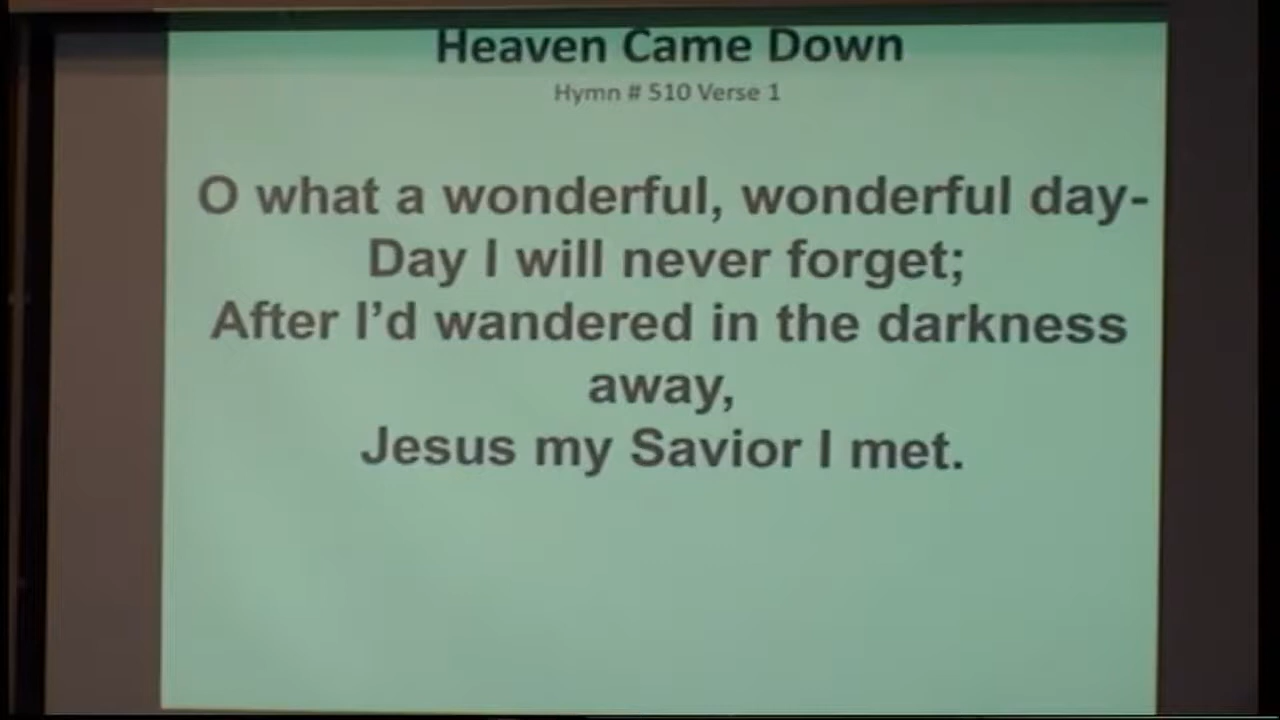 Heaven Came Down
Hymn # 510 Verse 1
O what a wonderful, wonderful day-
Day I will never forget;
After I’d wandered in the darkness
away,
Jesus my Savior I met.